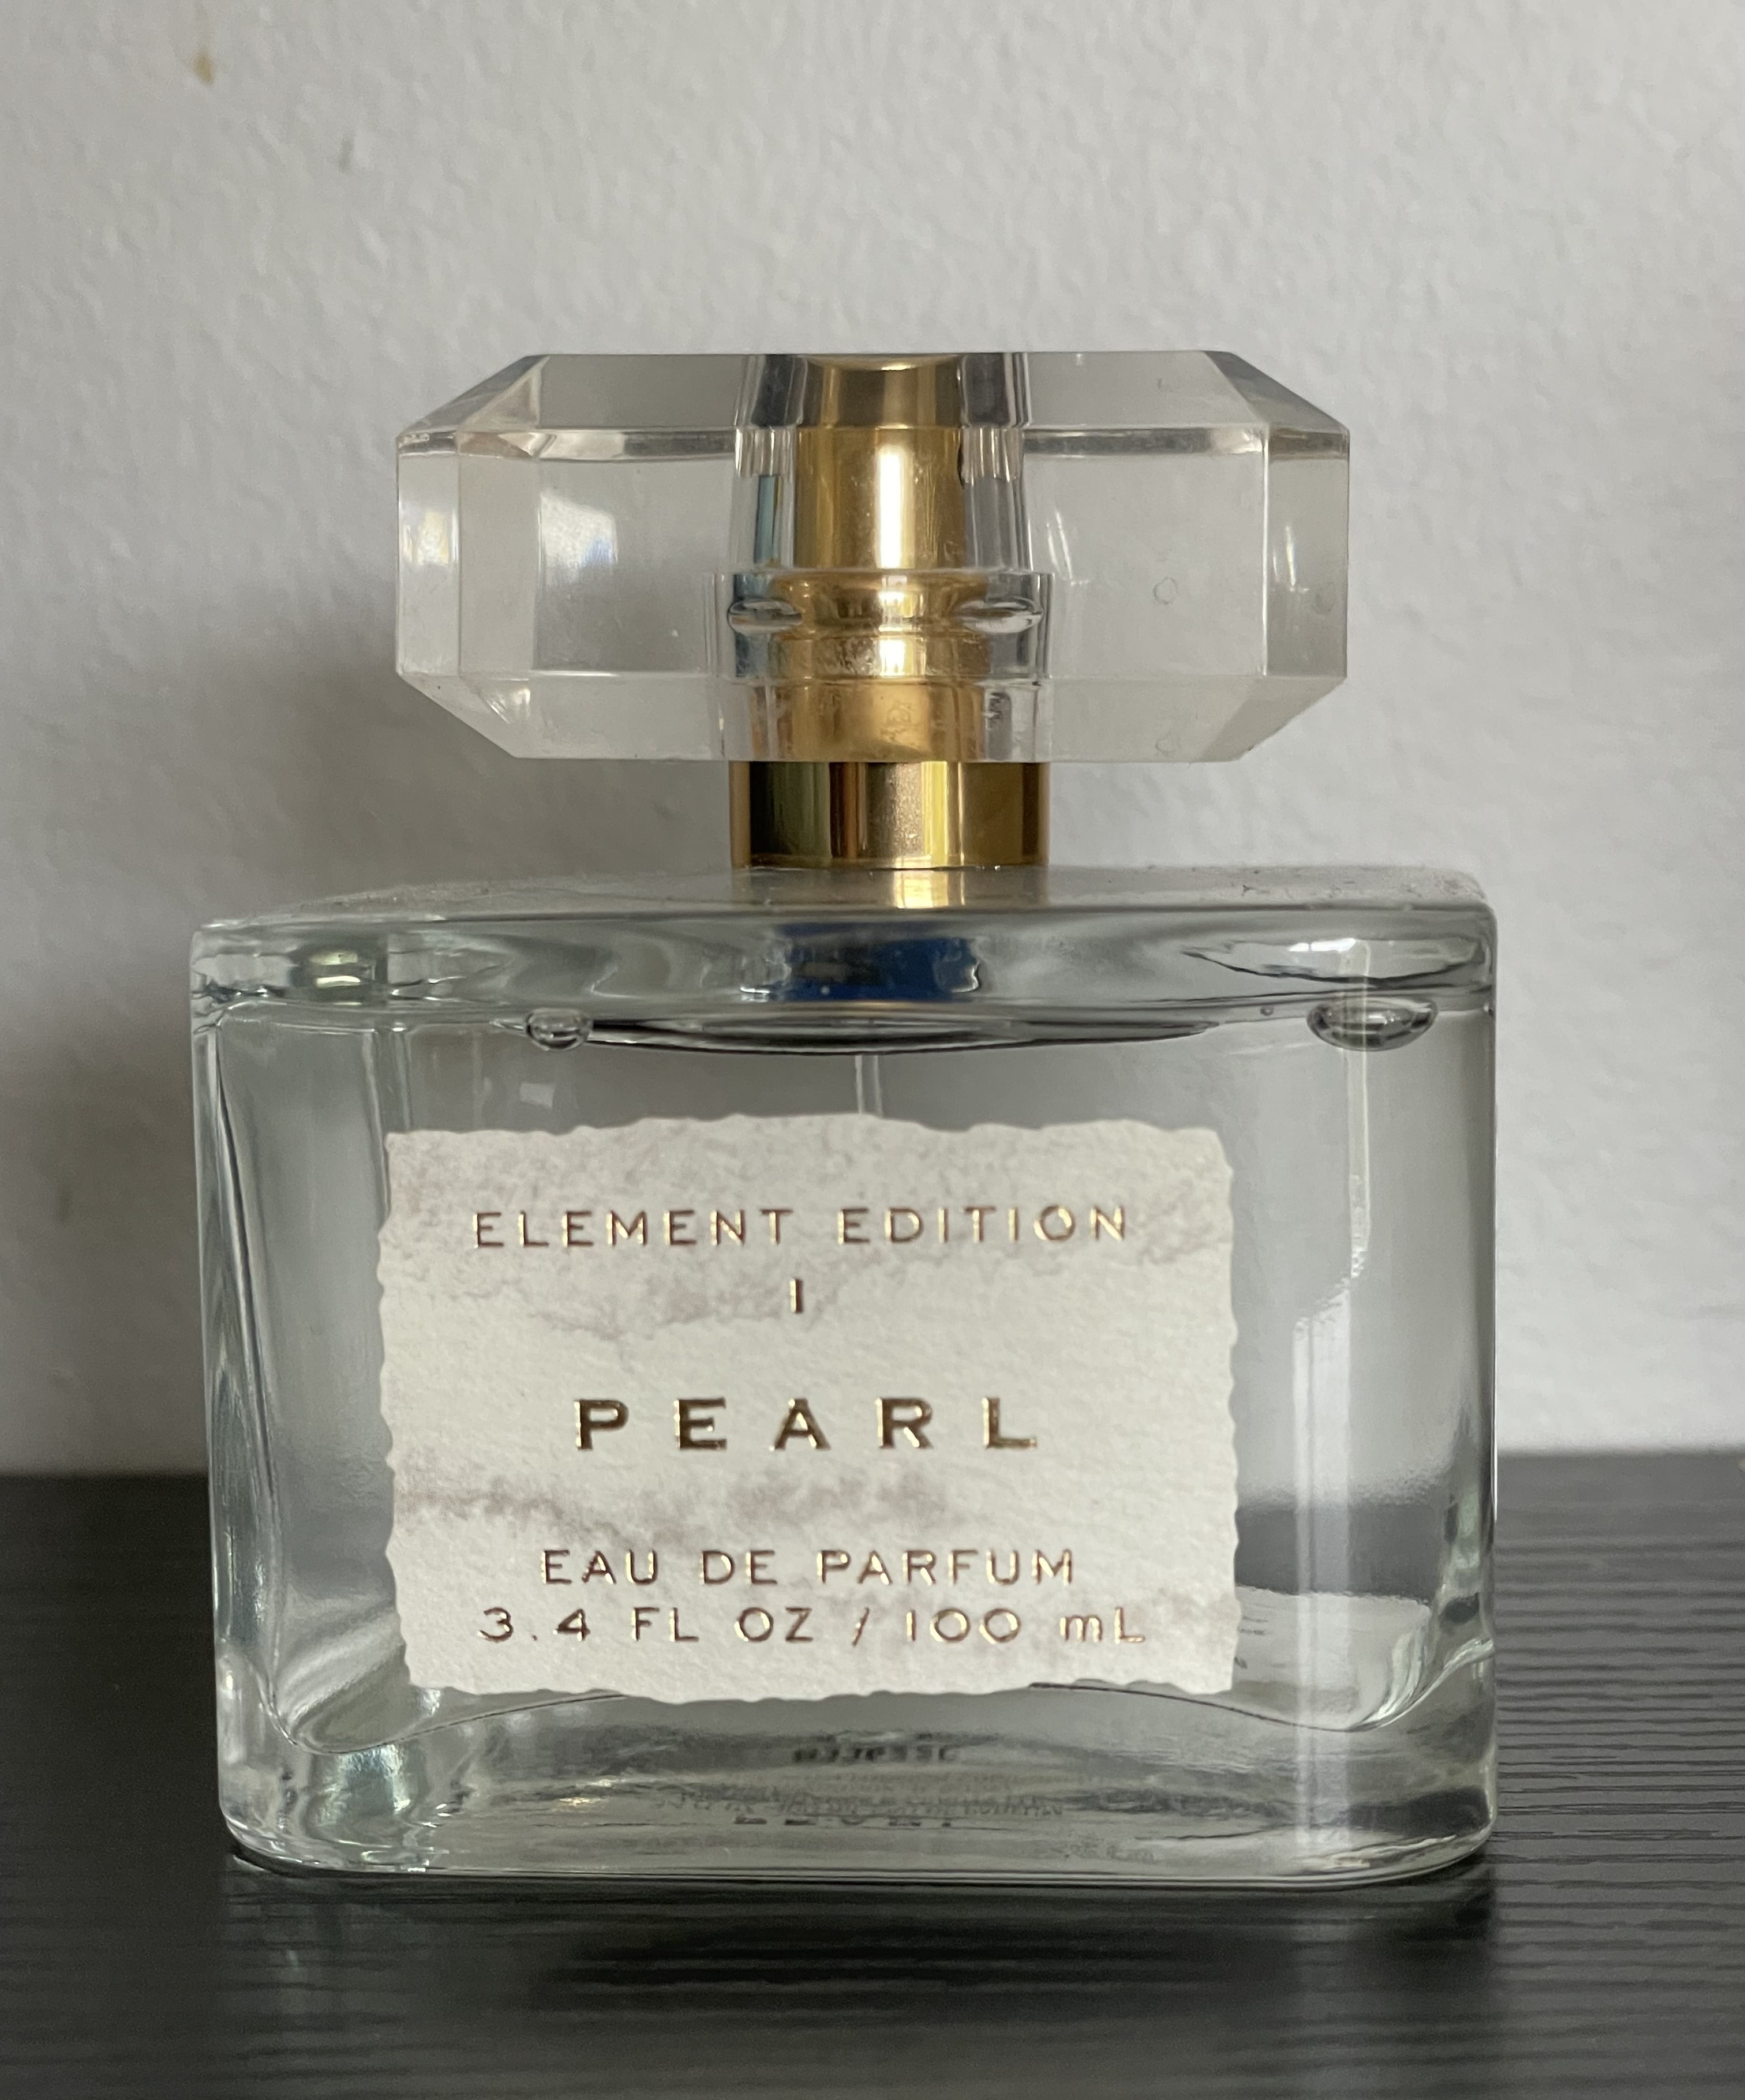 ELEMENT EDITION
I
PEARL
EAU DE PARFUM
3.4 FL OZ / 100 mL